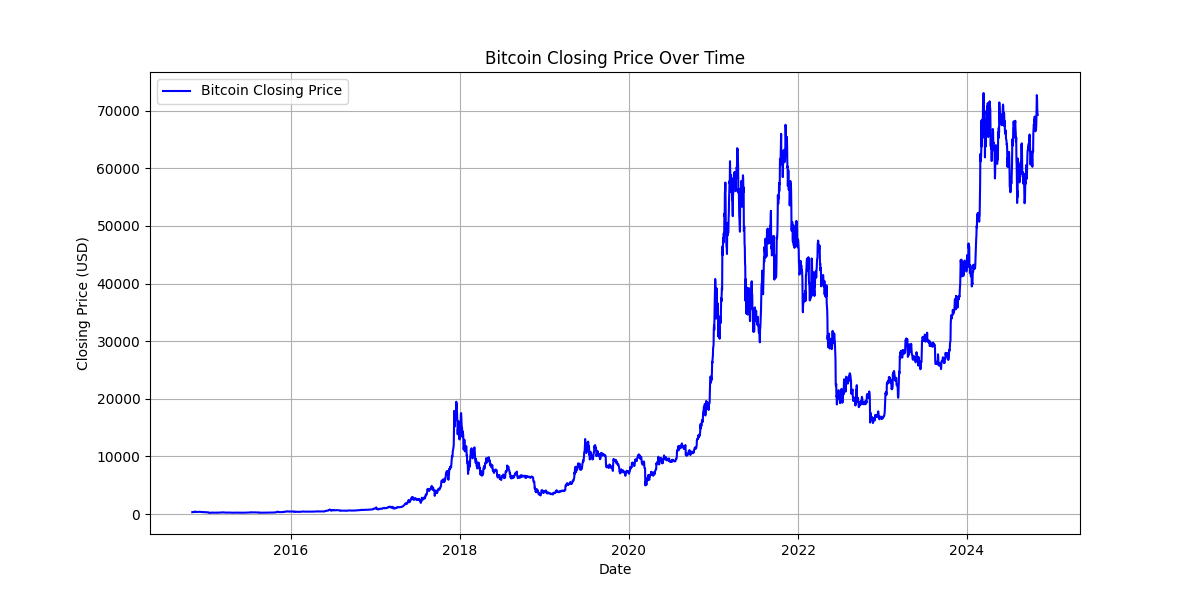 Bitcoin Closing Price Over Time
Bitcoin Closing Price
70000
60000
50000
40000
30000
20000
10000
0
Closing Price (USD)
2016 2018 2020 2022 2024
Date